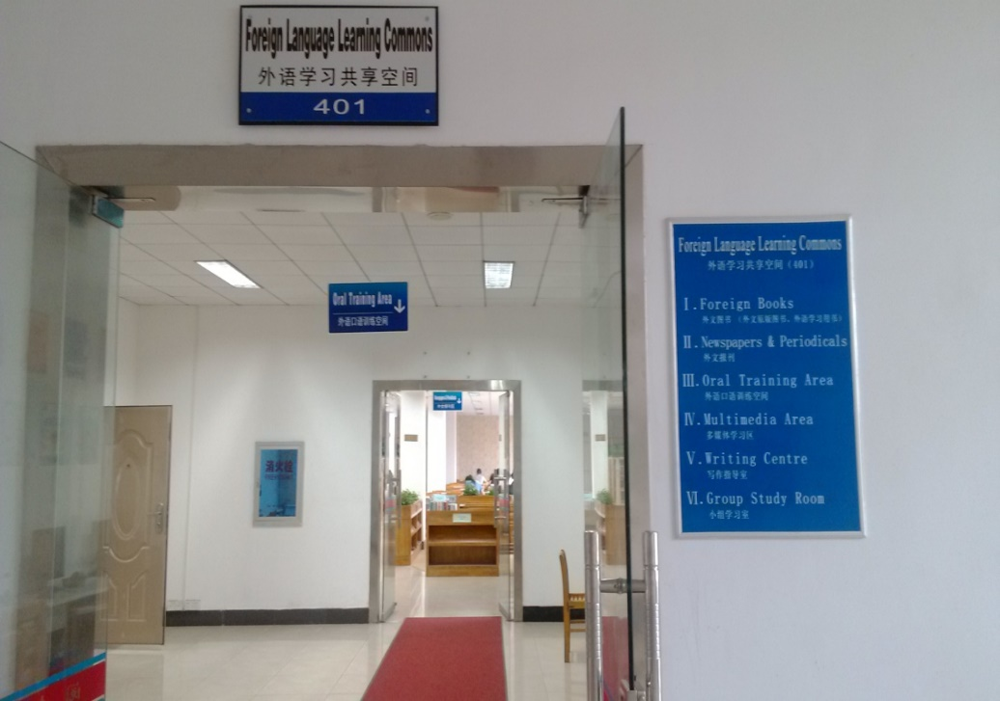 Foreign Language Learning Commons
外语学习共享空间
401
Oral Training Area
外语口语训练空间
消火栓
Foreign Language Learning Commons
外语学习共享空间（401）
Ⅰ.Foreign Books
外文图书（外文原版图书、外语学习图书）
Ⅱ.Newspapers & Periodicals
外文报刊
Ⅲ.Oral Training Area
外语口语训练空间
Ⅳ.Multimedia Area
多媒体学习区
Ⅴ.Writing Centre
写作指导室
Ⅵ.Group Study Room
小组学习室